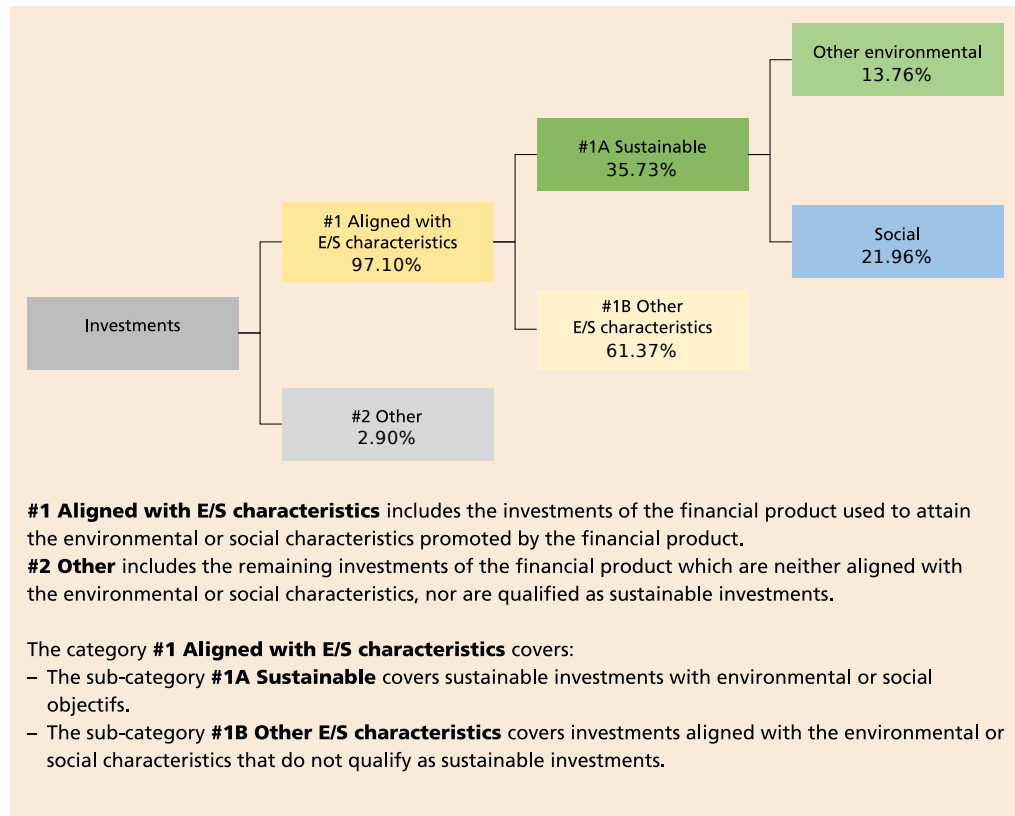 Other environmental
13.76%
#1A Sustainable
35.73%
#1 Aligned with
E/S characteristics
97.10%
Social
21.96%
Investments
#1B Other
E/S characteristics
61.37%
#2 Other
2.90%
#1 Aligned with E/S characteristics includes the investments of the financial product used to attain
the environmental or social characteristics promoted by the financial product.
#2 Other includes the remaining investments of the financial product which are neither aligned with
the environmental or social characteristics, nor are qualified as sustainable investments.
The category #1 Aligned with E/S characteristics covers:
– The sub-category #1A Sustainable covers sustainable investments with environmental or social
objectifs.
– The sub-category #1B Other E/S characteristics covers investments aligned with the environmental or
social characteristics that do not qualify as sustainable investments.